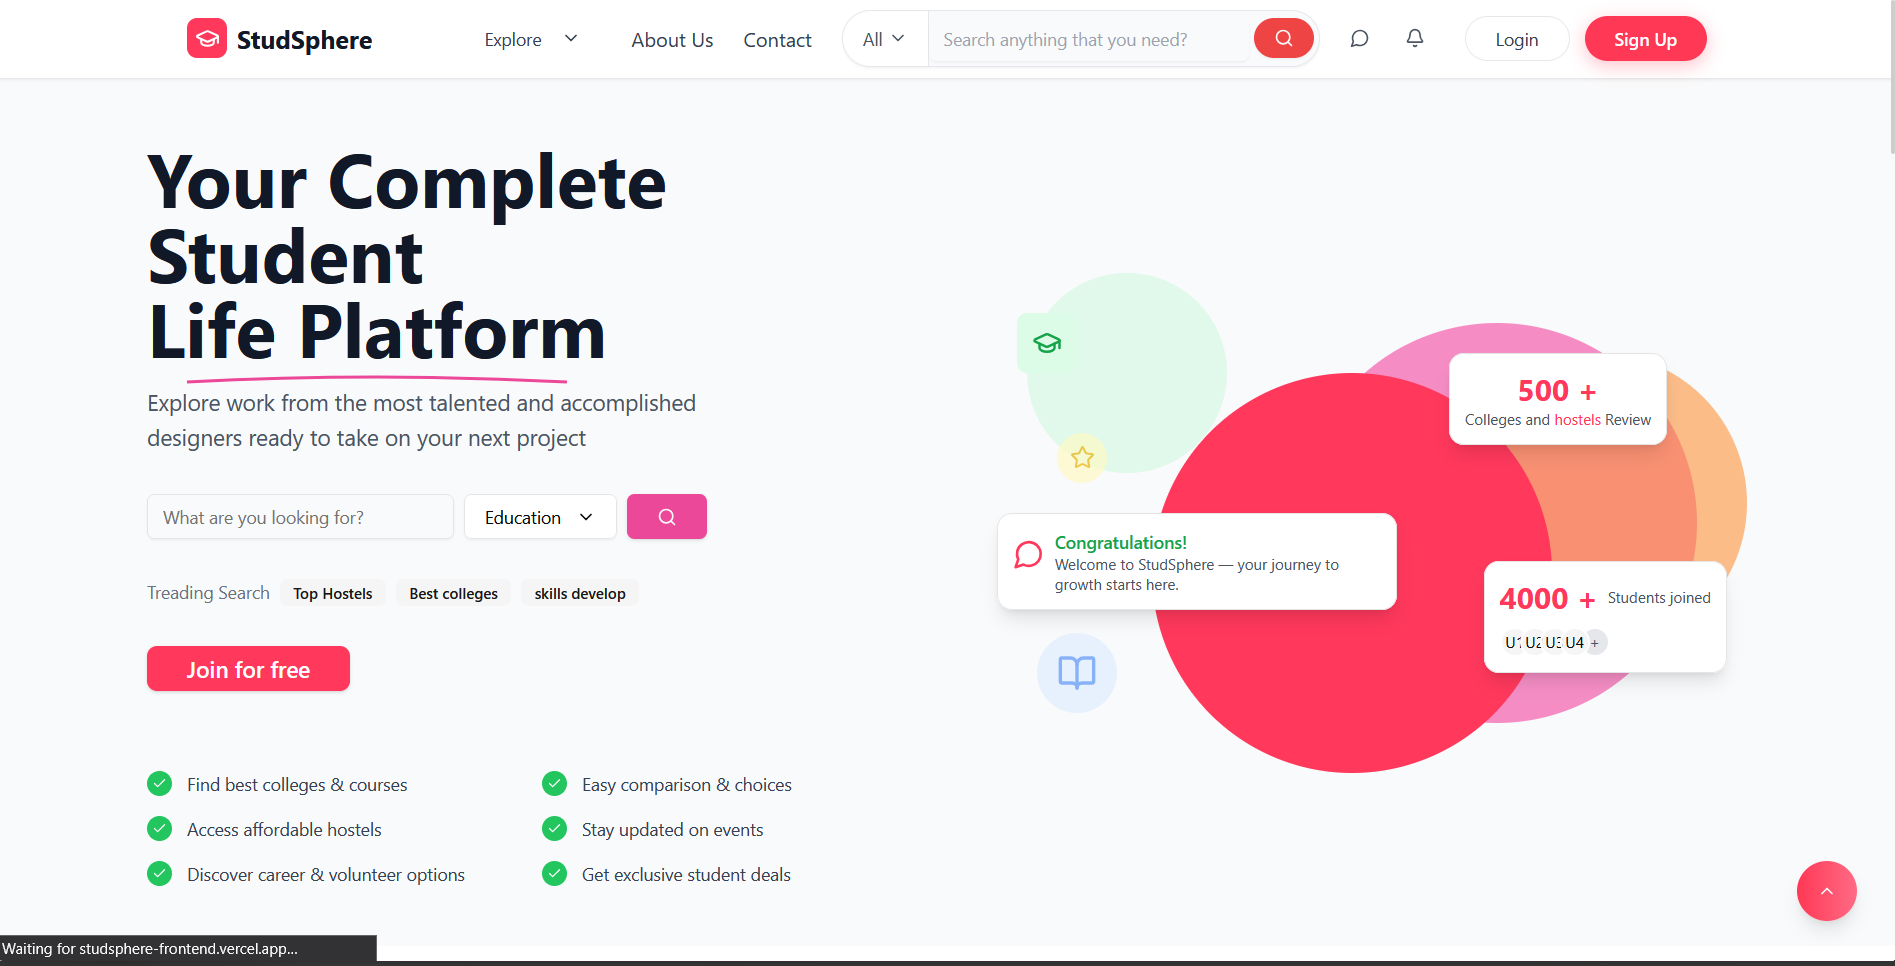 StudSphere
Explore
About Us
Contact
All
Search anything that you need?
Login
Sign Up
Your Complete
Student
Life Platform
Explore work from the most talented and accomplished
designers ready to take on your next project
What are you looking for?
Education
Treading Search
Top Hostels
Best colleges
skills develop
Join for free
Find best colleges & courses
Easy comparison & choices
Access affordable hostels
Stay updated on events
Discover career & volunteer options
Get exclusive student deals
500 +
Colleges and hostels Review
Congratulations!
Welcome to StudSphere — your journey to
growth starts here.
4000 + Students joined
U1 U2 U3 U4 +
Waiting for studsphere-frontend.vercel.app...